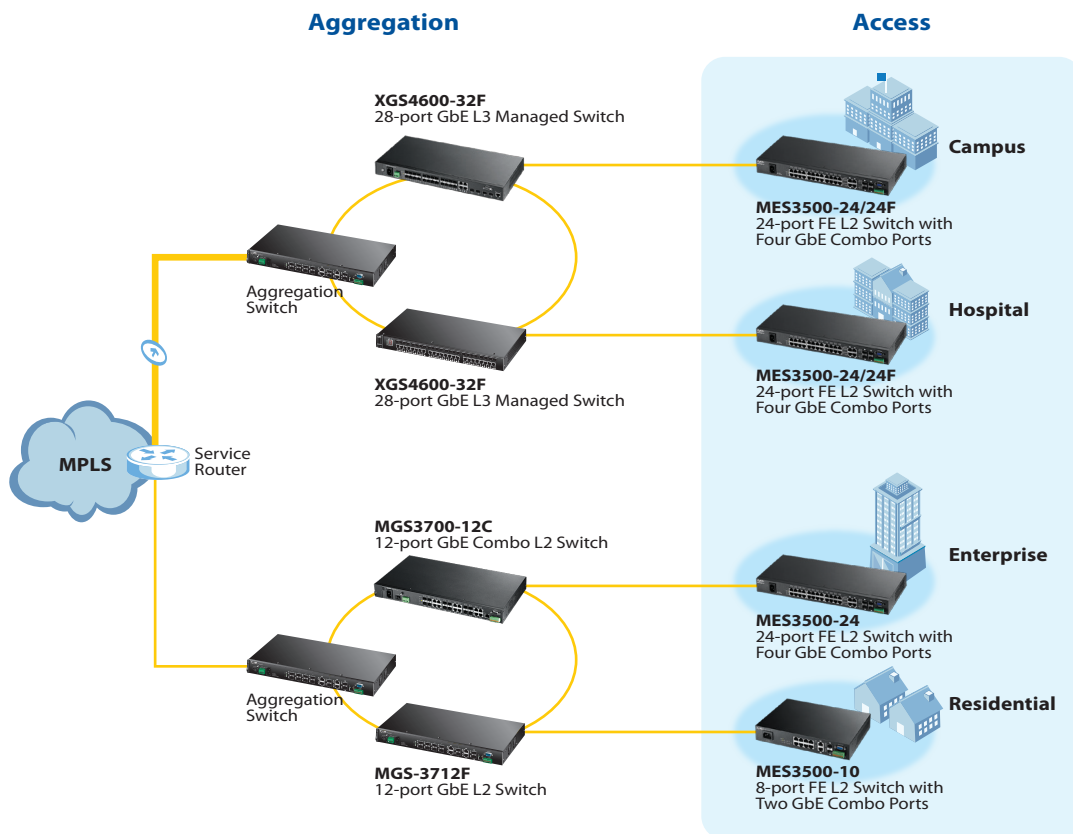 Aggregation
Access
XGS4600-32F
28-port GbE L3 Managed Switch
Campus
MES3500-24/24F
24-port FE L2 Switch with
Four GbE Combo Ports
Aggregation
Switch
Hospital
XGS4600-32F
28-port GbE L3 Managed Switch
MES3500-24/24F
24-port FE L2 Switch with
Four GbE Combo Ports
MPLS
Service
Router
MGS3700-12C
12-port GbE Combo L2 Switch
Enterprise
MES3500-24
24-port FE L2 Switch with
Four GbE Combo Ports
Aggregation
Switch
Residential
MGS-3712F
12-port GbE L2 Switch
MES3500-10
8-port FE L2 Switch with
Two GbE Combo Ports